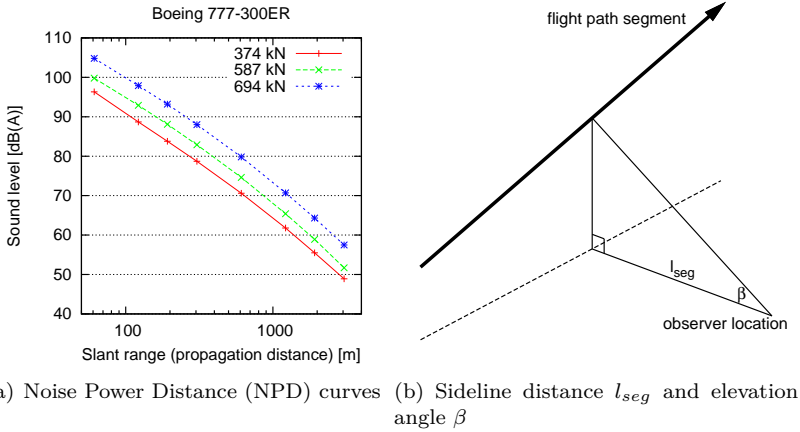 Boeing 777-300ER
Sound level [dB(A)]
110
100
90
80
70
60
50
40
374 kN
587 kN
694 kN
100
1000
Slant range (propagation distance) [m]
flight path segment
l_seg
β
observer location
) Noise Power Distance (NPD) curves
(b) Sideline distance l_seg and elevation
angle β